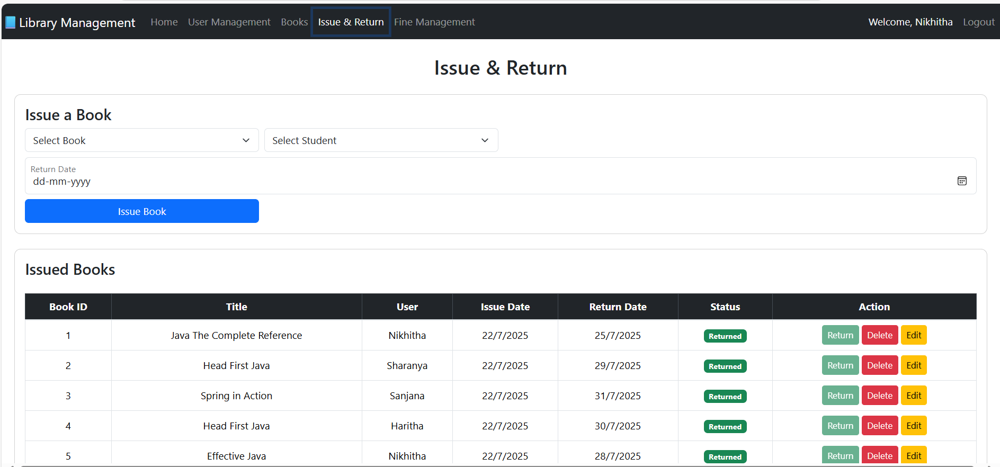 Library Management Home User Management Books Issue & Return Fine Management Welcome, Nikhitha Logout
Issue & Return
Issue a Book
Select Book Select Student
Return Date
dd-mm-yyyy
Issue Book
Issued Books
Book ID Title User Issue Date Return Date Status Action
1 Java The Complete Reference Nikhitha 22/7/2025 25/7/2025 Returned Return Delete Edit
2 Head First Java Sharanya 22/7/2025 29/7/2025 Returned Return Delete Edit
3 Spring in Action Sanjana 22/7/2025 31/7/2025 Returned Return Delete Edit
4 Head First Java Haritha 22/7/2025 30/7/2025 Returned Return Delete Edit
5 Effective Java Nikhitha 22/7/2025 28/7/2025 Returned Return Delete Edit